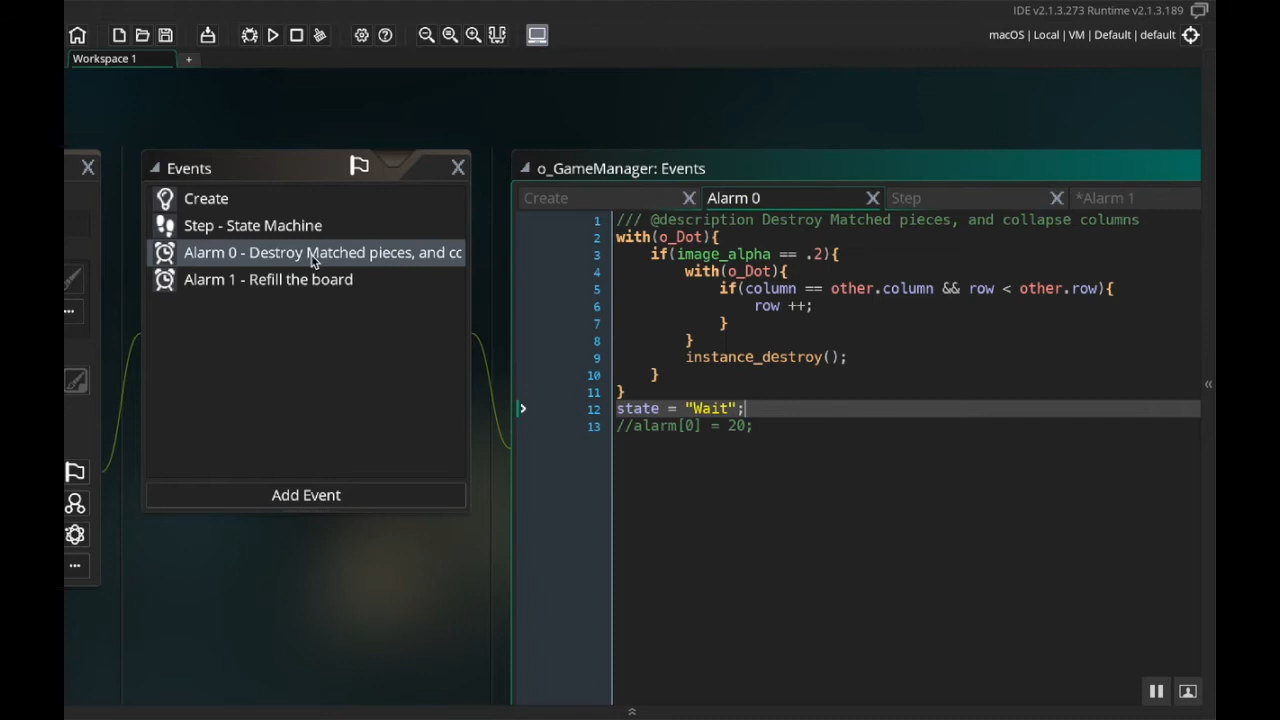 IDE v2.1.3.273 Runtime v2.1.3.189
macOS | Local | VM | Default | default
Workspace 1
+
Events
Create
Step - State Machine
Alarm 0 - Destroy Matched pieces, and cc
Alarm 1 - Refill the board
Add Event
o_GameManager: Events
Create
Alarm 0
Step
*Alarm 1
1 /// @description Destroy Matched pieces, and collapse columns
2 with(o_Dot){
3 if(image_alpha == .2){
4 with(o_Dot){
5 if(column == other.column && row < other.row){
6 row ++;
7 }
8 }
9 instance_destroy();
10 }
11 }
12 state = "Wait";
13 //alarm[0] = 20;